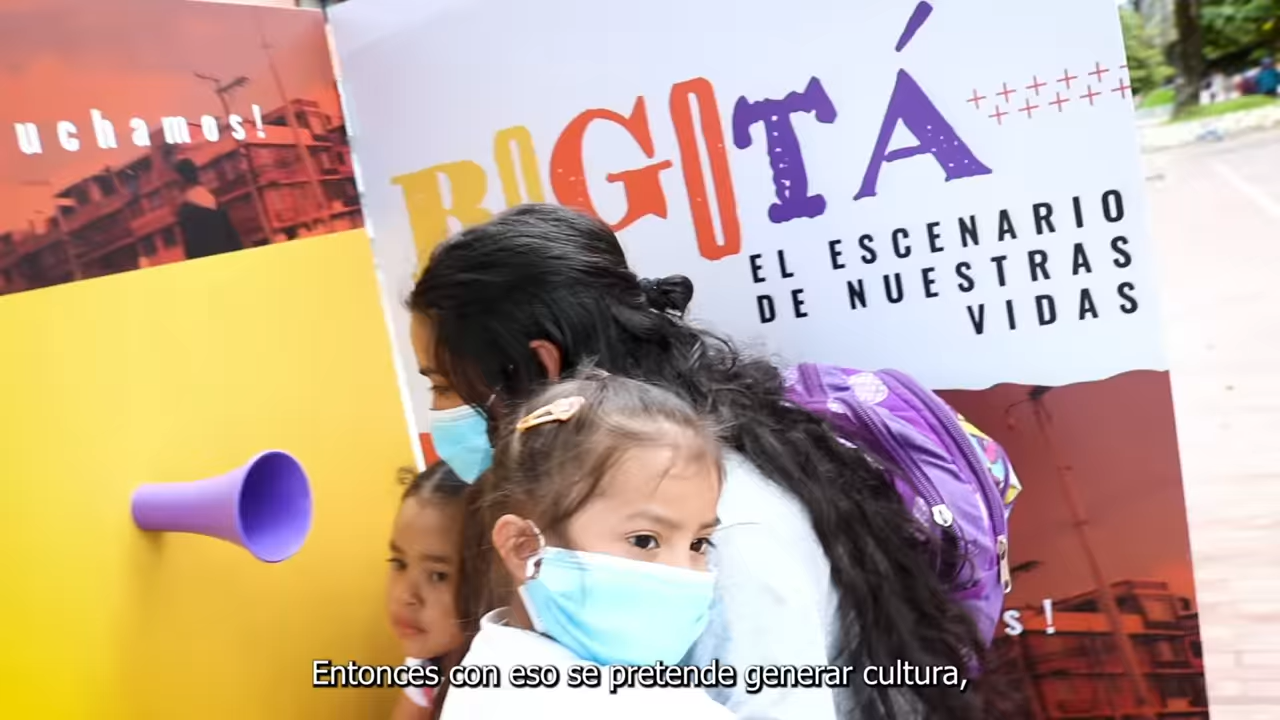 uchamos!
BOGOTÁ
EL ESCENARIO
DE NUESTRAS
VIDAS
s!
Entonces con eso se pretende generar cultura,